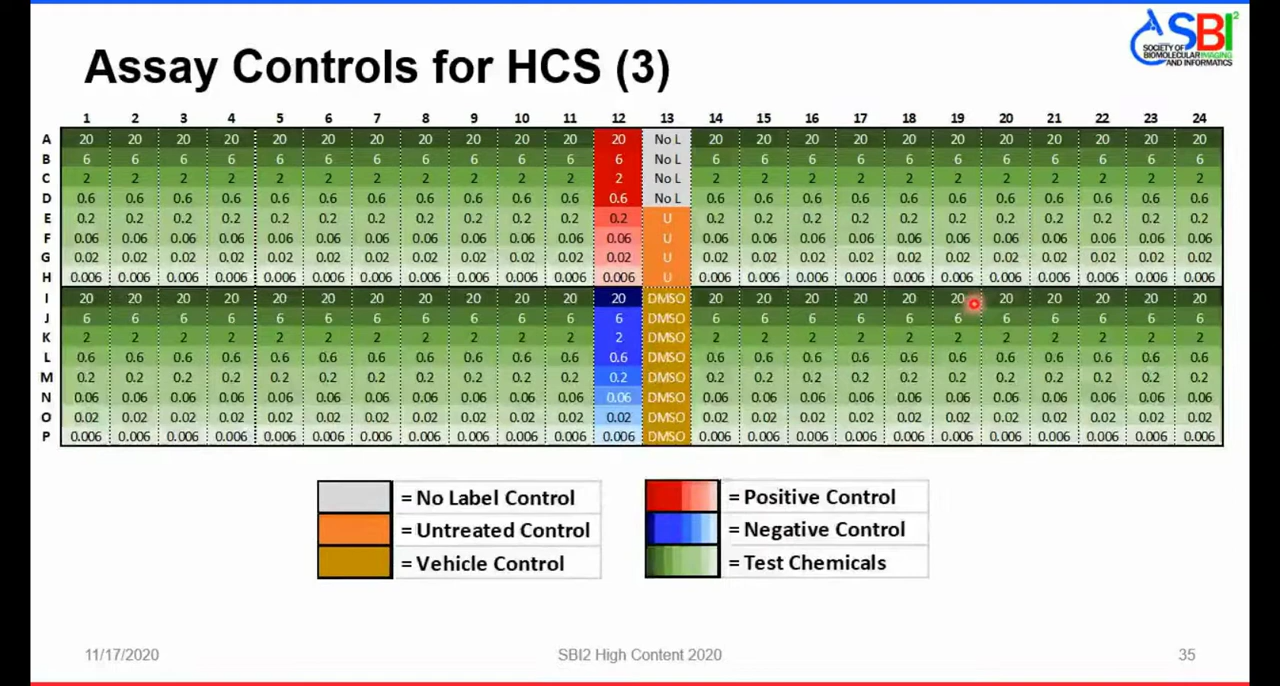 SBI2
SOCIETY OF
BIOMOLECULAR IMAGING
AND INFORMATICS
Assay Controls for HCS (3)
1 2 3 4 5 6 7 8 9 10 11 12 13 14 15 16 17 18 19 20 21 22 23 24
A 20 20 20 20 20 20 20 20 20 20 20 20 No L 20 20 20 20 20 20 20 20 20 20 20
B 6 6 6 6 6 6 6 6 6 6 6 6 No L 6 6 6 6 6 6 6 6 6 6 6
C 2 2 2 2 2 2 2 2 2 2 2 2 No L 2 2 2 2 2 2 2 2 2 2 2
D 0.6 0.6 0.6 0.6 0.6 0.6 0.6 0.6 0.6 0.6 0.6 0.6 No L 0.6 0.6 0.6 0.6 0.6 0.6 0.6 0.6 0.6 0.6 0.6
E 0.2 0.2 0.2 0.2 0.2 0.2 0.2 0.2 0.2 0.2 0.2 0.2 U 0.2 0.2 0.2 0.2 0.2 0.2 0.2 0.2 0.2 0.2 0.2
F 0.06 0.06 0.06 0.06 0.06 0.06 0.06 0.06 0.06 0.06 0.06 0.06 U 0.06 0.06 0.06 0.06 0.06 0.06 0.06 0.06 0.06 0.06 0.06
G 0.02 0.02 0.02 0.02 0.02 0.02 0.02 0.02 0.02 0.02 0.02 0.02 U 0.02 0.02 0.02 0.02 0.02 0.02 0.02 0.02 0.02 0.02 0.02
H 0.006 0.006 0.006 0.006 0.006 0.006 0.006 0.006 0.006 0.006 0.006 0.006 U 0.006 0.006 0.006 0.006 0.006 0.006 0.006 0.006 0.006 0.006 0.006
I 20 20 20 20 20 20 20 20 20 20 20 20 DMSO 20 20 20 20 20 20 20 20 20 20 20
J 6 6 6 6 6 6 6 6 6 6 6 6 DMSO 6 6 6 6 6 6 6 6 6 6 6
K 2 2 2 2 2 2 2 2 2 2 2 2 DMSO 2 2 2 2 2 2 2 2 2 2 2
L 0.6 0.6 0.6 0.6 0.6 0.6 0.6 0.6 0.6 0.6 0.6 0.6 DMSO 0.6 0.6 0.6 0.6 0.6 0.6 0.6 0.6 0.6 0.6 0.6
M 0.2 0.2 0.2 0.2 0.2 0.2 0.2 0.2 0.2 0.2 0.2 0.2 DMSO 0.2 0.2 0.2 0.2 0.2 0.2 0.2 0.2 0.2 0.2 0.2
N 0.06 0.06 0.06 0.06 0.06 0.06 0.06 0.06 0.06 0.06 0.06 0.06 DMSO 0.06 0.06 0.06 0.06 0.06 0.06 0.06 0.06 0.06 0.06 0.06
O 0.02 0.02 0.02 0.02 0.02 0.02 0.02 0.02 0.02 0.02 0.02 0.02 DMSO 0.02 0.02 0.02 0.02 0.02 0.02 0.02 0.02 0.02 0.02 0.02
P 0.006 0.006 0.006 0.006 0.006 0.006 0.006 0.006 0.006 0.006 0.006 0.006 DMSO 0.006 0.006 0.006 0.006 0.006 0.006 0.006 0.006 0.006 0.006 0.006
= No Label Control
= Untreated Control
= Vehicle Control
= Positive Control
= Negative Control
= Test Chemicals
11/17/2020
SBI2 High Content 2020
35